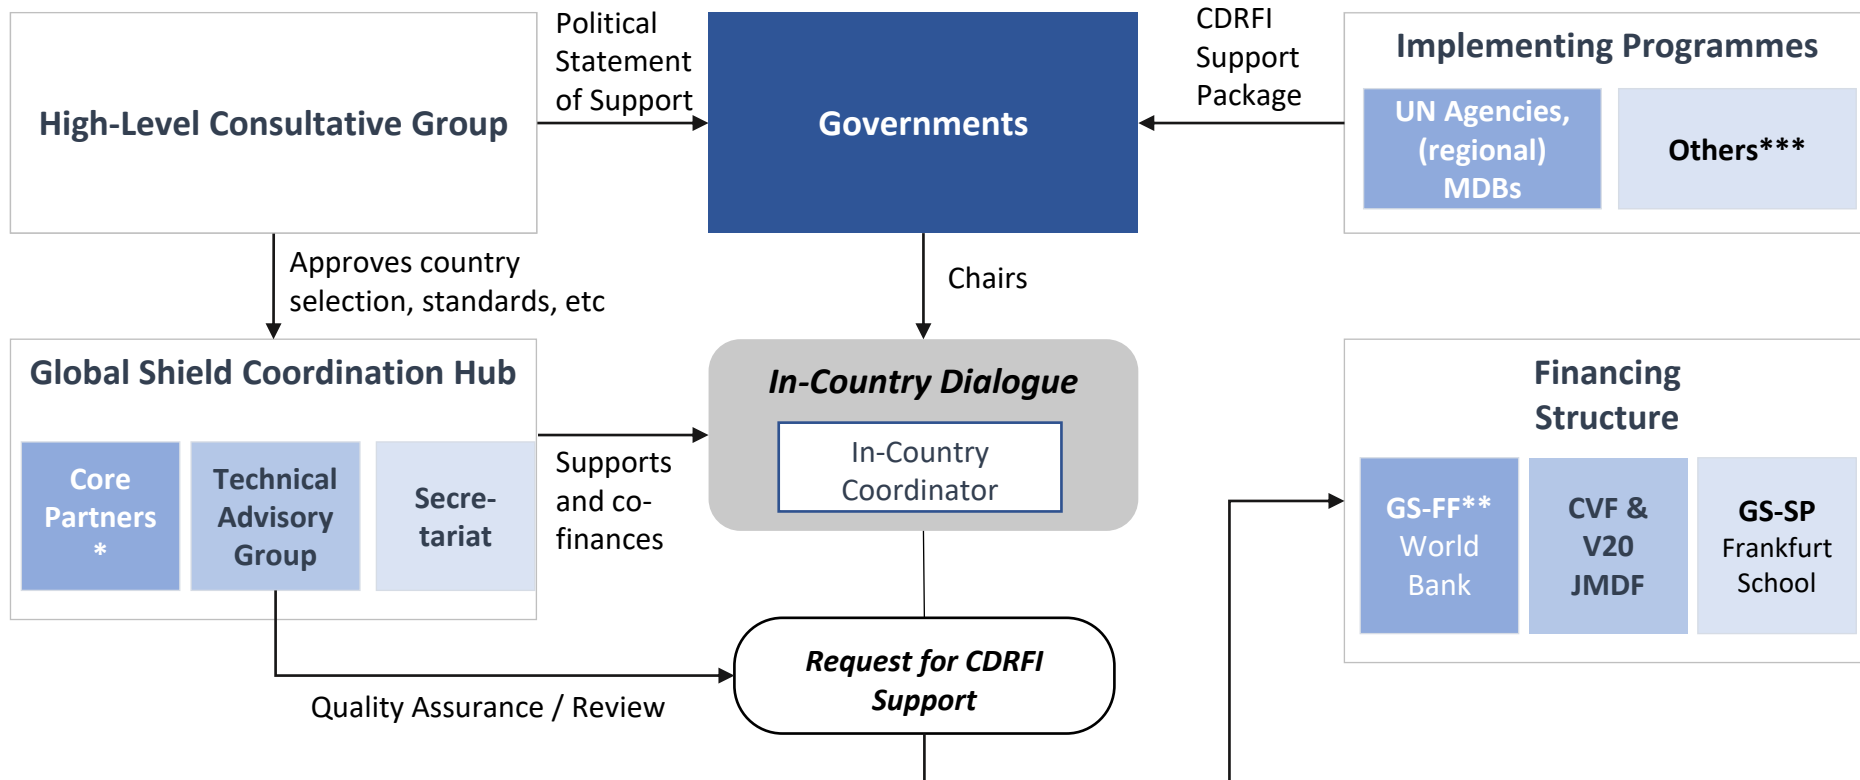 High-Level Consultative Group
Political
Statement
of Support
Governments
CDRFI
Support
Package
Implementing Programmes
UN Agencies,
(regional)
MDBs
Others***
Approves country
selection, standards, etc
Chairs
Global Shield Coordination Hub
Core
Partners
*
Technical
Advisory
Group
Secre-
tariat
Supports
and co-
finances
In-Country Dialogue
In-Country
Coordinator
Financing
Structure
GS-FF**
World
Bank
CVF &
V20
JMDF
GS-SP
Frankfurt
School
Quality Assurance / Review
Request for CDRFI
Support